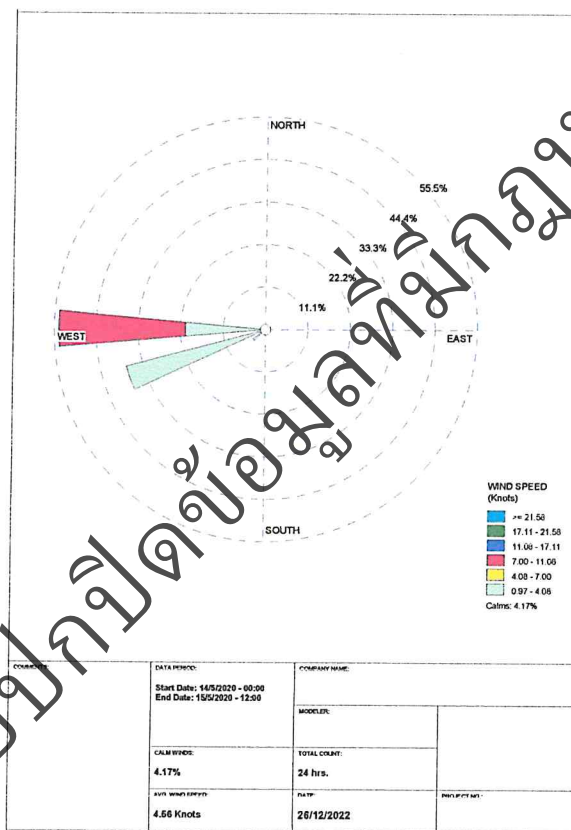 NORTH
55.5%
44.4%
33.3%
22.2%
11.1%
WEST
EAST
SOUTH
WIND SPEED
(Knots)
>= 21.58
17.11 - 21.58
11.08 - 17.11
7.00 - 11.08
4.08 - 7.00
0.97 - 4.08
Calms: 4.17%
ปกปิดข้อมูลที่มีกฎ
COMMENTS:
DATA PERIOD:
Start Date: 14/5/2020 - 00:00
End Date: 15/5/2020 - 12:00
COMPANY NAME:
MODELER:
CALM WINDS:
4.17%
TOTAL COUNT:
24 hrs.
AVG. WIND SPEED:
4.56 Knots
DATE:
26/12/2022
PROJECT NO.: